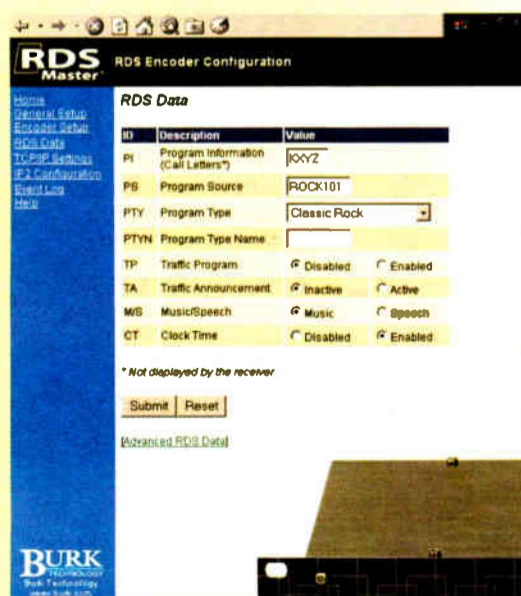 RDS
Master
RDS Encoder Configuration
Home
General Setup
Encoder Setup
RDS Data
TCP/IP Settings
IP2 Configuration
Event Log
Help
RDS Data
ID Description Value
PI Program Information (Call Letters*) KXYZ
PS Program Source ROCK101
PTY Program Type Classic Rock
PTYN Program Type Name
TP Traffic Program Disabled Enabled
TA Traffic Announcement Inactive Active
M/S Music/Speech Music Speech
CT Clock Time Disabled Enabled
* Not displayed by the receiver
Submit Reset
[Advanced RDS Data]
BURK
TECHNOLOGY
Burk Technology
www.burk.com